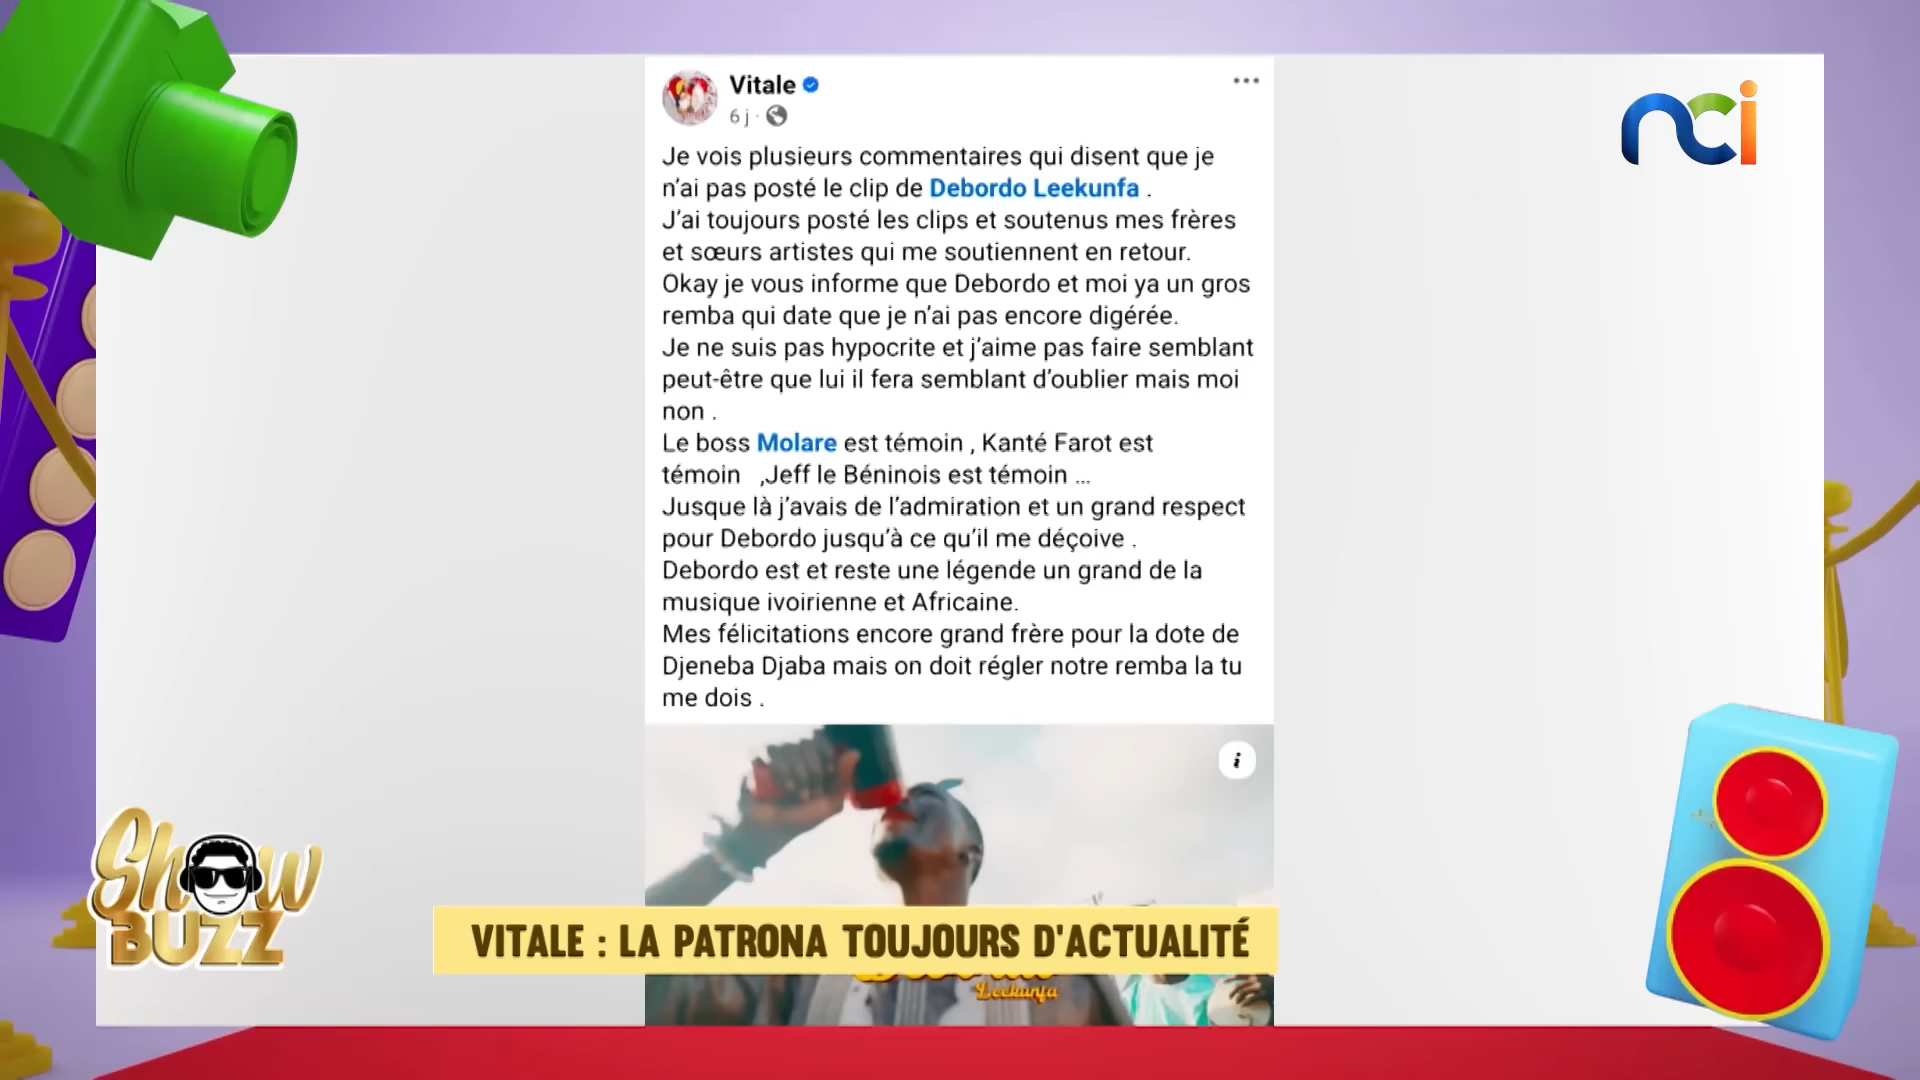 nci
Vitale
6 j ·
Je vois plusieurs commentaires qui disent que je
n'ai pas posté le clip de Debordo Leekunfa .
J'ai toujours posté les clips et soutenus mes frères
et sœurs artistes qui me soutiennent en retour.
Okay je vous informe que Debordo et moi ya un gros
remba qui date que je n'ai pas encore digérée.
Je ne suis pas hypocrite et j'aime pas faire semblant
peut-être que lui il fera semblant d'oublier mais moi
non .
Le boss Molare est témoin , Kanté Farot est
témoin ,Jeff le Béninois est témoin ...
Jusque là j'avais de l'admiration et un grand respect
pour Debordo jusqu'à ce qu'il me déçoive .
Debordo est et reste une légende un grand de la
musique ivoirienne et Africaine.
Mes félicitations encore grand frère pour la dote de
Djeneba Djaba mais on doit régler notre remba la tu
me dois .
Show
BUZZ
VITALE : LA PATRONA TOUJOURS D'ACTUALITÉ
Leekunfa